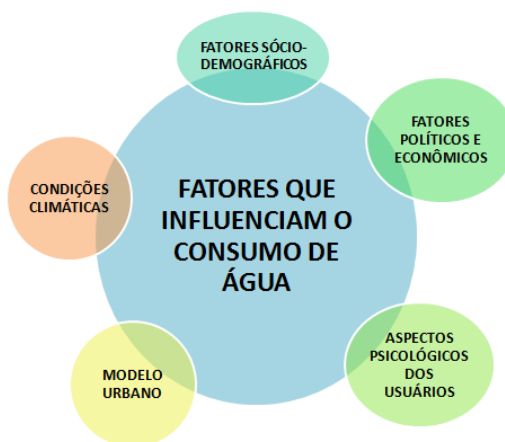 FATORES SÓCIO-
DEMOGRÁFICOS
FATORES
POLÍTICOS E
ECONÔMICOS
CONDIÇÕES
CLIMÁTICAS
FATORES QUE
INFLUENCIAM O
CONSUMO DE
ÁGUA
ASPECTOS
PSICOLÓGICOS
DOS
USUÁRIOS
MODELO
URBANO